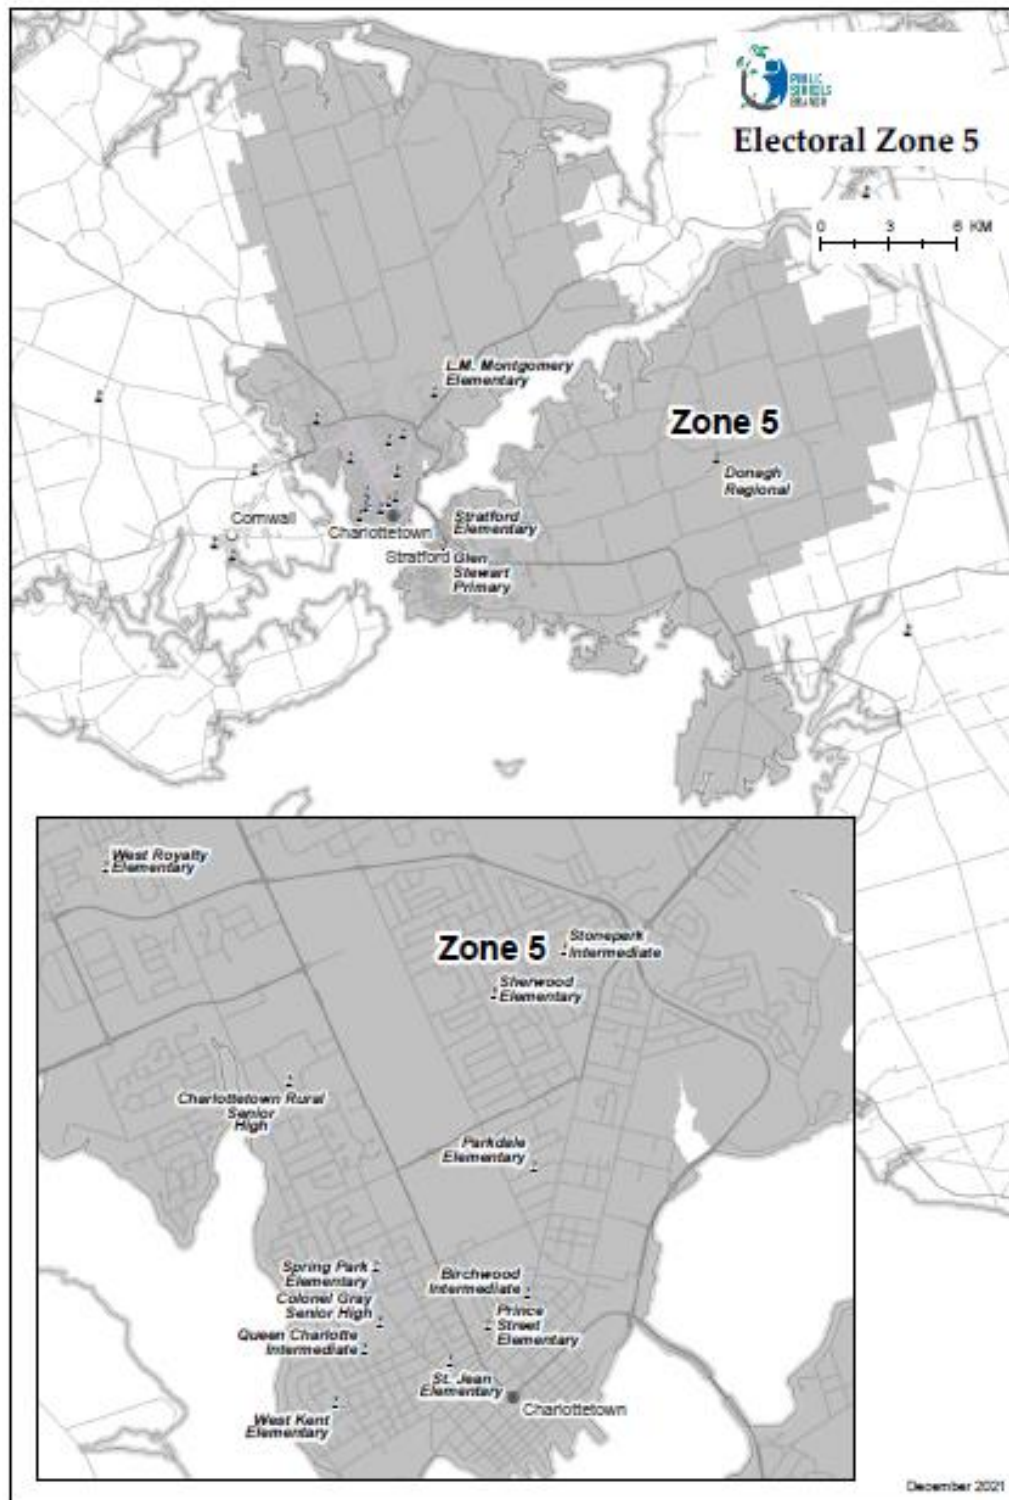 PUBLIC
SCHOOLS
BRANCH
Electoral Zone 5
0 3 6 KM
L.M. Montgomery
Elementary
Zone 5
Donagh
Regional
Cornwall
Charlottetown
Stratford
Elementary
Stratford
Glen
Stewart
Primary
West Royalty
Elementary
Zone 5
Stonepark
Intermediate
Sherwood
Elementary
Charlottetown Rural
Senior
High
Parkdale
Elementary
Spring Park
Elementary
Colonel Gray
Senior High
Queen Charlotte
Intermediate
Birchwood
Intermediate
Prince
Street
Elementary
St. Jean
Elementary
West Kent
Elementary
Charlottetown
December 2021